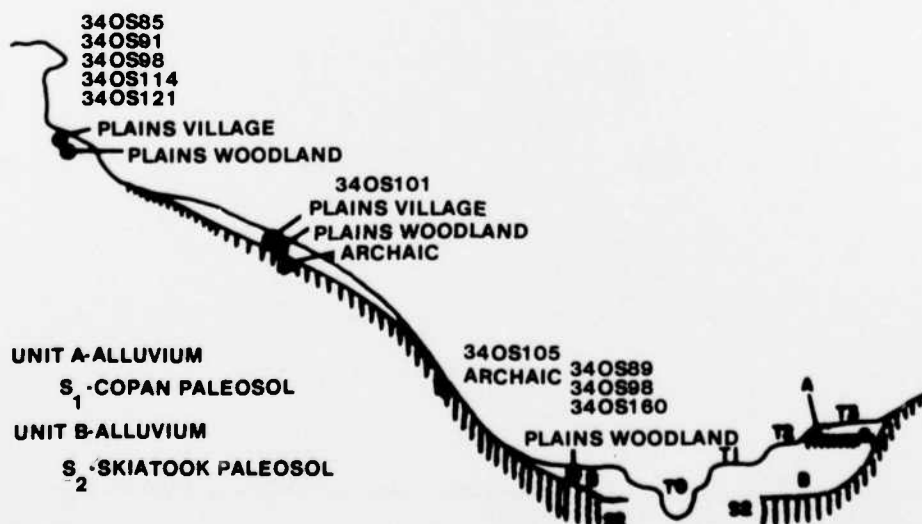 34OS85
34OS91
34OS98
34OS114
34OS121
PLAINS VILLAGE
PLAINS WOODLAND
34OS101
PLAINS VILLAGE
PLAINS WOODLAND
ARCHAIC
34OS105
ARCHAIC
34OS89
34OS98
34OS160
PLAINS WOODLAND
UNIT A-ALLUVIUM
S1-COPAN PALEOSOL
UNIT B-ALLUVIUM
S2-SKIATOOK PALEOSOL
A
T3
T2
T1
T0
B
B
S2
S2